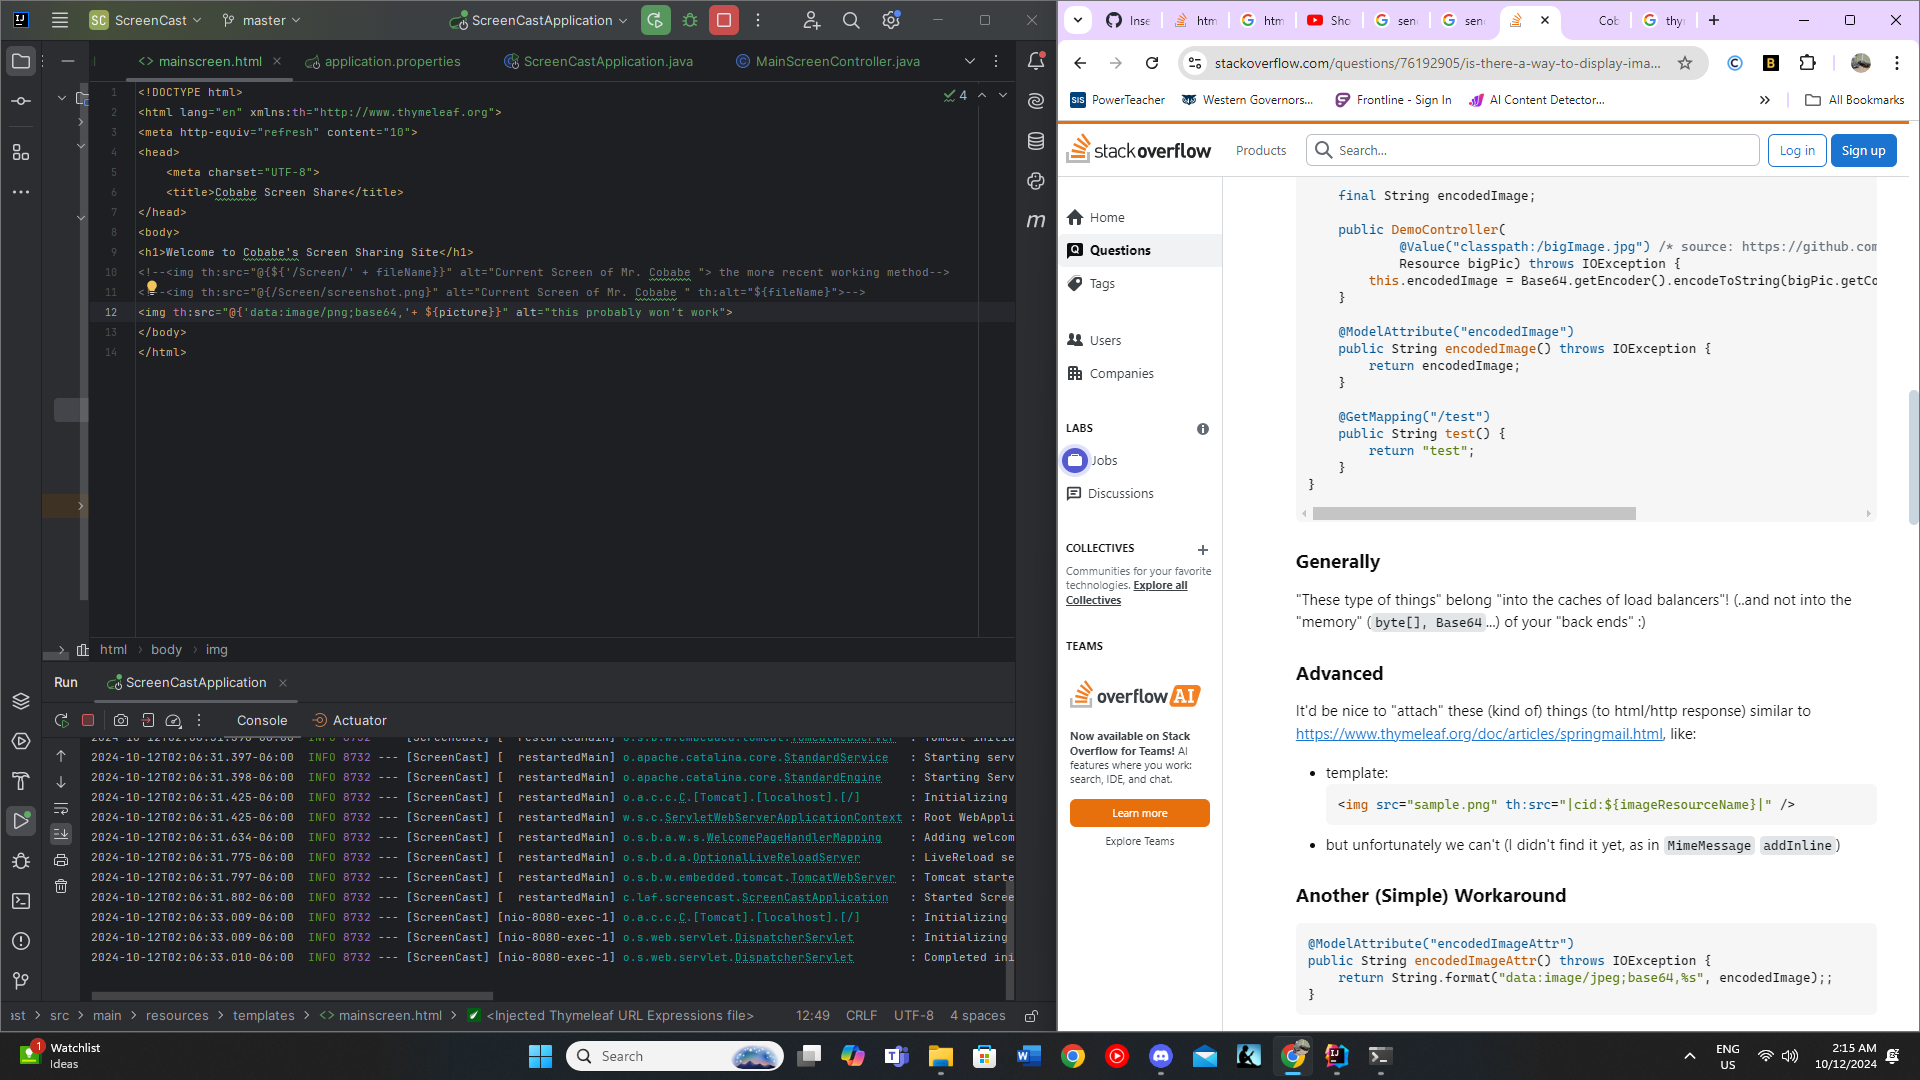 SC ScreenCast master ScreenCastApplication
mainscreen.html application.properties ScreenCastApplication.java MainScreenController.java
4
1 <!DOCTYPE html>
2 <html lang="en" xmlns:th="http://www.thymeleaf.org">
3 <meta http-equiv="refresh" content="10">
4 <head>
5 <meta charset="UTF-8">
6 <title>Cobabe Screen Share</title>
7 </head>
8 <body>
9 <h1>Welcome to Cobabe's Screen Sharing Site</h1>
10 <!--<img th:src="@{${'/Screen/' + fileName}}" alt="Current Screen of Mr. Cobabe "> the more recent working method-->
11 <!--<img th:src="@{/Screen/screenshot.png}" alt="Current Screen of Mr. Cobabe " th:alt="${fileName}">-->
12 <img th:src="@{'data:image/png;base64,'+ ${picture}}" alt="this probably won't work">
13 </body>
14 </html>
html body img
Run ScreenCastApplication
Console Actuator
2024-10-12T02:06:31.397-06:00 INFO 8732 --- [ScreenCast] [ restartedMain] o.apache.catalina.core.StandardService : Starting serv
2024-10-12T02:06:31.398-06:00 INFO 8732 --- [ScreenCast] [ restartedMain] o.apache.catalina.core.StandardEngine : Starting Serv
2024-10-12T02:06:31.425-06:00 INFO 8732 --- [ScreenCast] [ restartedMain] o.a.c.c.C.[Tomcat].[localhost].[/] : Initializing
2024-10-12T02:06:31.425-06:00 INFO 8732 --- [ScreenCast] [ restartedMain] w.s.c.ServletWebServerApplicationContext : Root WebAppli
2024-10-12T02:06:31.634-06:00 INFO 8732 --- [ScreenCast] [ restartedMain] o.s.b.a.w.s.WelcomePageHandlerMapping : Adding welcom
2024-10-12T02:06:31.775-06:00 INFO 8732 --- [ScreenCast] [ restartedMain] o.s.b.d.a.OptionalLiveReloadServer : LiveReload se
2024-10-12T02:06:31.797-06:00 INFO 8732 --- [ScreenCast] [ restartedMain] o.s.b.w.embedded.tomcat.TomcatWebServer : Tomcat starte
2024-10-12T02:06:31.802-06:00 INFO 8732 --- [ScreenCast] [ restartedMain] c.laf.screencast.ScreenCastApplication : Started Scree
2024-10-12T02:06:33.009-06:00 INFO 8732 --- [ScreenCast] [nio-8080-exec-1] o.a.c.c.C.[Tomcat].[localhost].[/] : Initializing
2024-10-12T02:06:33.009-06:00 INFO 8732 --- [ScreenCast] [nio-8080-exec-1] o.s.web.servlet.DispatcherServlet : Initializing
2024-10-12T02:06:33.010-06:00 INFO 8732 --- [ScreenCast] [nio-8080-exec-1] o.s.web.servlet.DispatcherServlet : Completed ini
ast src main resources templates mainscreen.html <Injected Thymeleaf URL Expressions file> 12:49 CRLF UTF-8 4 spaces
Inse htm htm Sho sen sen Cob thy
stackoverflow.com/questions/76192905/is-there-a-way-to-display-ima...
PowerTeacher Western Governors... Frontline - Sign In AI Content Detector... All Bookmarks
stackoverflow Products Search... Log in Sign up
Home
Questions
Tags
Users
Companies
LABS
Jobs
Discussions
COLLECTIVES
Communities for your favorite
technologies. Explore all
Collectives
TEAMS
overflow AI
Now available on Stack
Overflow for Teams! AI
features where you work:
search, IDE, and chat.
Learn more
Explore Teams
final String encodedImage;
public DemoController(
@Value("classpath:/bigImage.jpg") /* source: https://github.com
Resource bigPic) throws IOException {
this.encodedImage = Base64.getEncoder().encodeToString(bigPic.getCo
}
@ModelAttribute("encodedImage")
public String encodedImage() throws IOException {
return encodedImage;
}
@GetMapping("/test")
public String test() {
return "test";
}
}
Generally
"These type of things" belong "into the caches of load balancers"! (..and not into the
"memory" (byte[], Base64...) of your "back ends" :)
Advanced
It'd be nice to "attach" these (kind of) things (to html/http response) similar to
https://www.thymeleaf.org/doc/articles/springmail.html, like:
• template:
<img src="sample.png" th:src="|cid:${imageResourceName}|" />
• but unfortunately we can't (I didn't find it yet, as in MimeMessage addInline)
Another (Simple) Workaround
@ModelAttribute("encodedImageAttr")
public String encodedImageAttr() throws IOException {
return String.format("data:image/jpeg;base64,%s", encodedImage);;
}
1 Watchlist
Ideas
Search
ENG
US
2:15 AM
10/12/2024